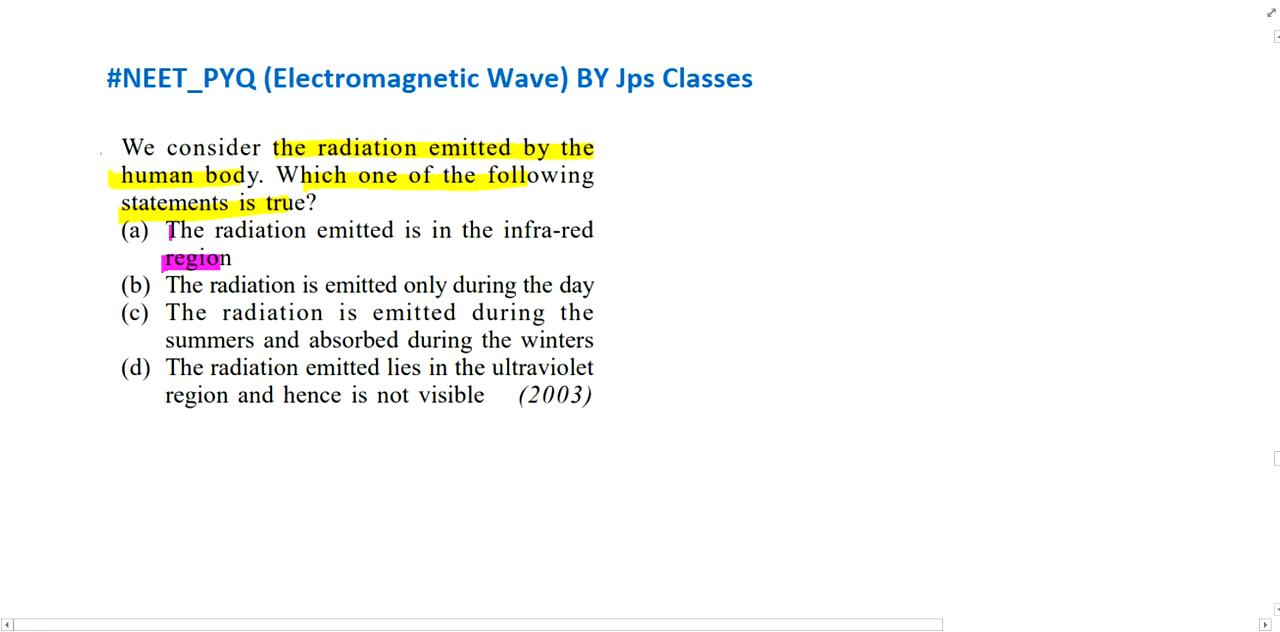 #NEET_PYQ (Electromagnetic Wave) BY Jps Classes
We consider the radiation emitted by the
human body. Which one of the following
statements is true?
(a) The radiation emitted is in the infra-red
region
(b) The radiation is emitted only during the day
(c) The radiation is emitted during the
summers and absorbed during the winters
(d) The radiation emitted lies in the ultraviolet
region and hence is not visible (2003)